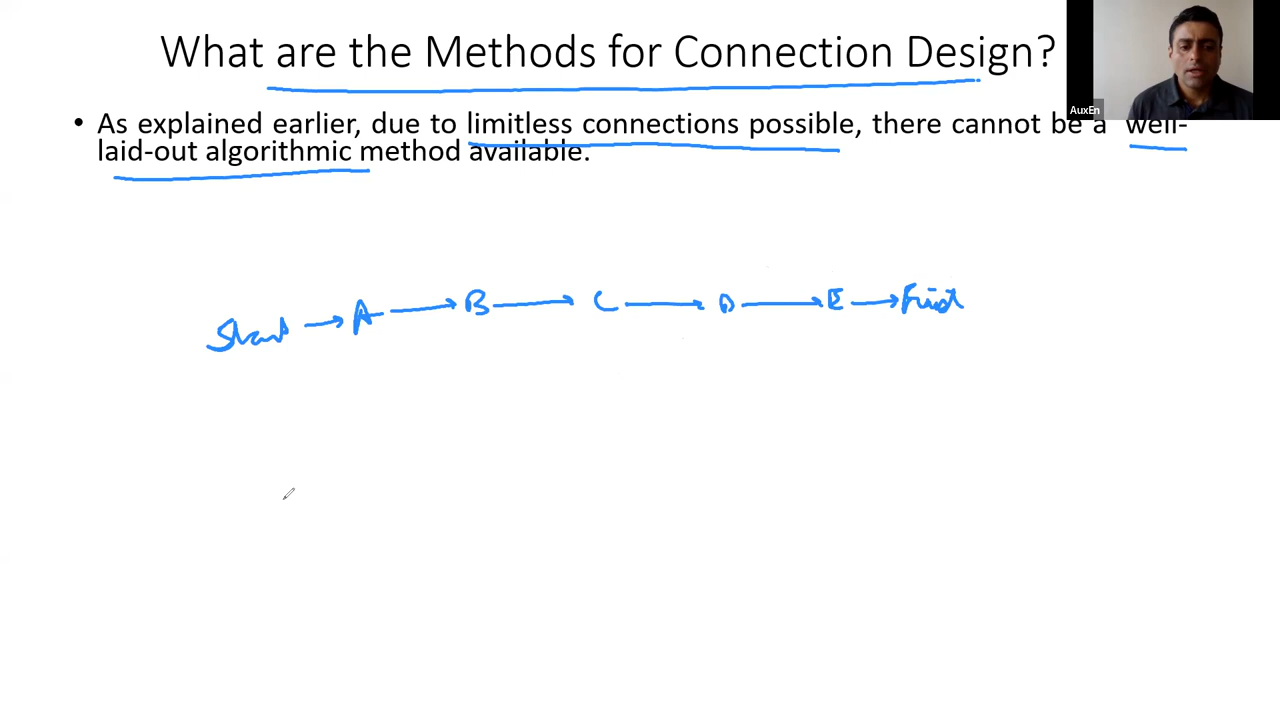 What are the Methods for Connection Design?
AuxEn
• As explained earlier, due to limitless connections possible, there cannot be a well-
laid-out algorithmic method available.
Start → A → B → C → D → E →